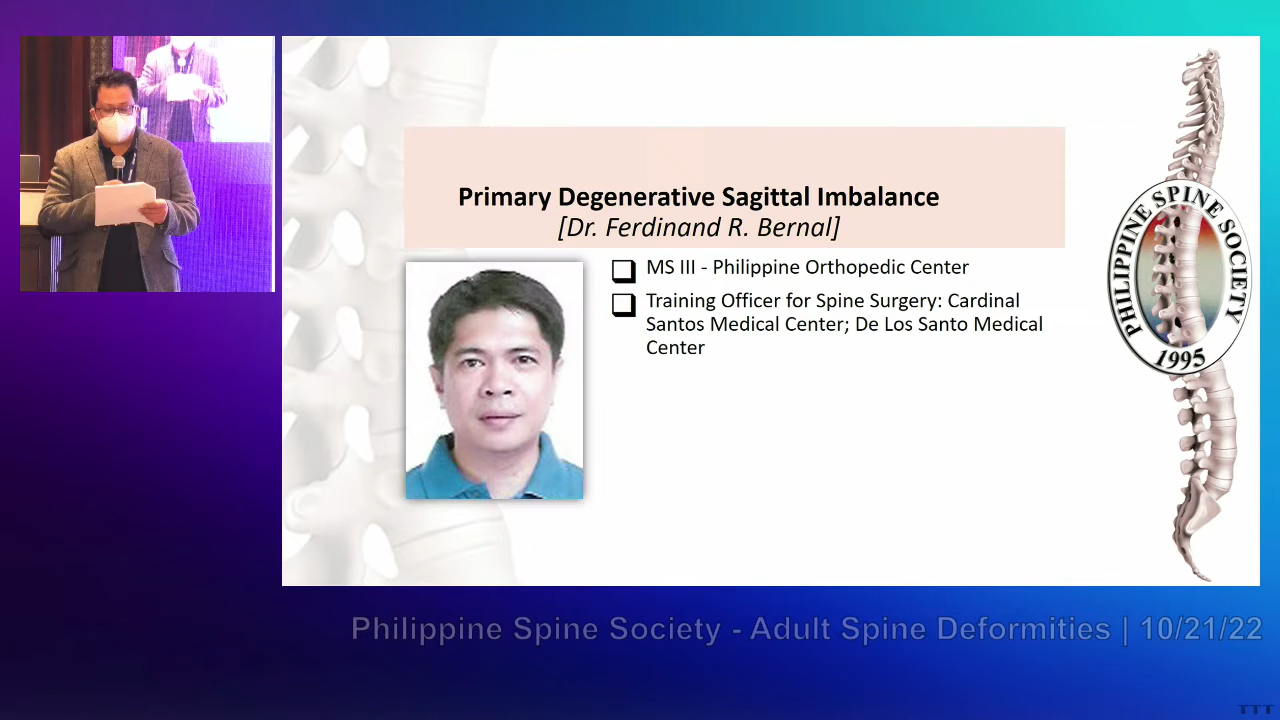 Primary Degenerative Sagittal Imbalance
[Dr. Ferdinand R. Bernal]
MS III - Philippine Orthopedic Center
Training Officer for Spine Surgery: Cardinal
Santos Medical Center; De Los Santo Medical
Center
PHILIPPINE SPINE SOCIETY
1995
Philippine Spine Society - Adult Spine Deformities | 10/21/22
TTT